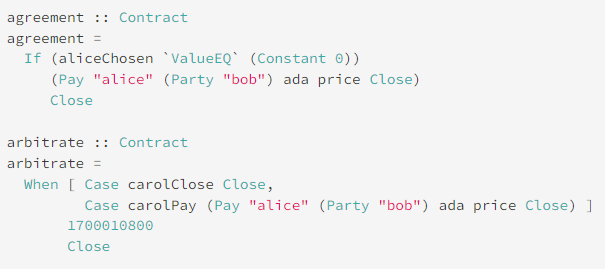 agreement :: Contract
agreement =
  If (aliceChosen `ValueEQ` (Constant 0))
     (Pay "alice" (Party "bob") ada price Close)
     Close

arbitrate :: Contract
arbitrate =
  When [ Case carolClose Close,
         Case carolPay (Pay "alice" (Party "bob") ada price Close) ]
       1700010800
       Close